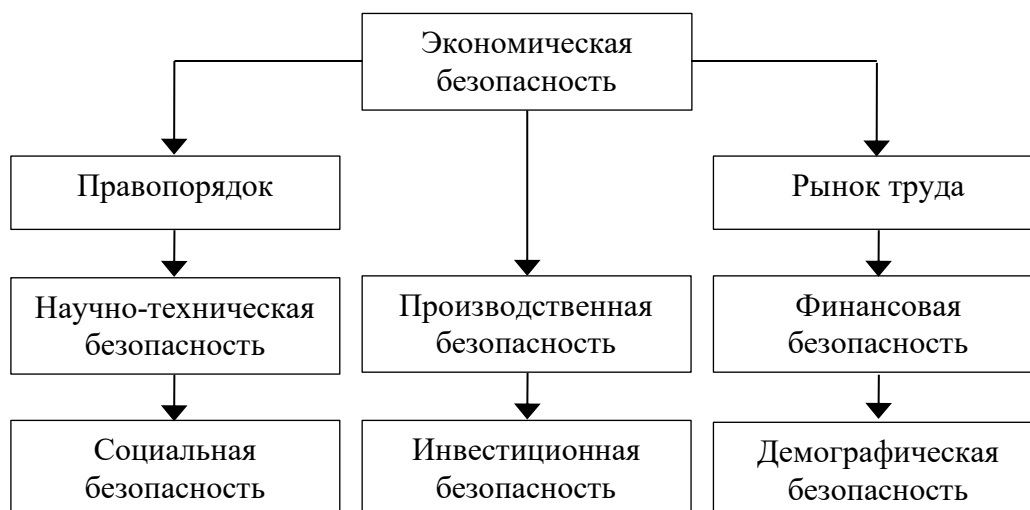 Экономическая
безопасность
Правопорядок
Рынок труда
Научно-техническая
безопасность
Производственная
безопасность
Финансовая
безопасность
Социальная
безопасность
Инвестиционная
безопасность
Демографическая
безопасность